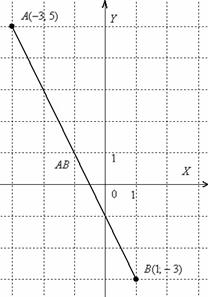 A(−3; 5)
Y
1
AB
X
0 1
B(1; − 3)